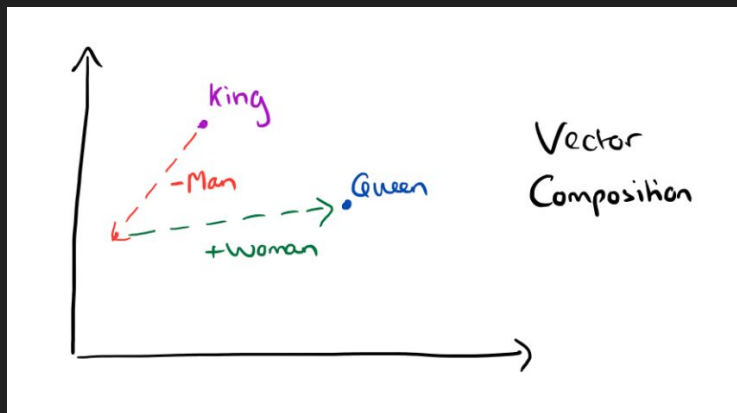 King
Vector
-Man
Queen
Composition
+Woman